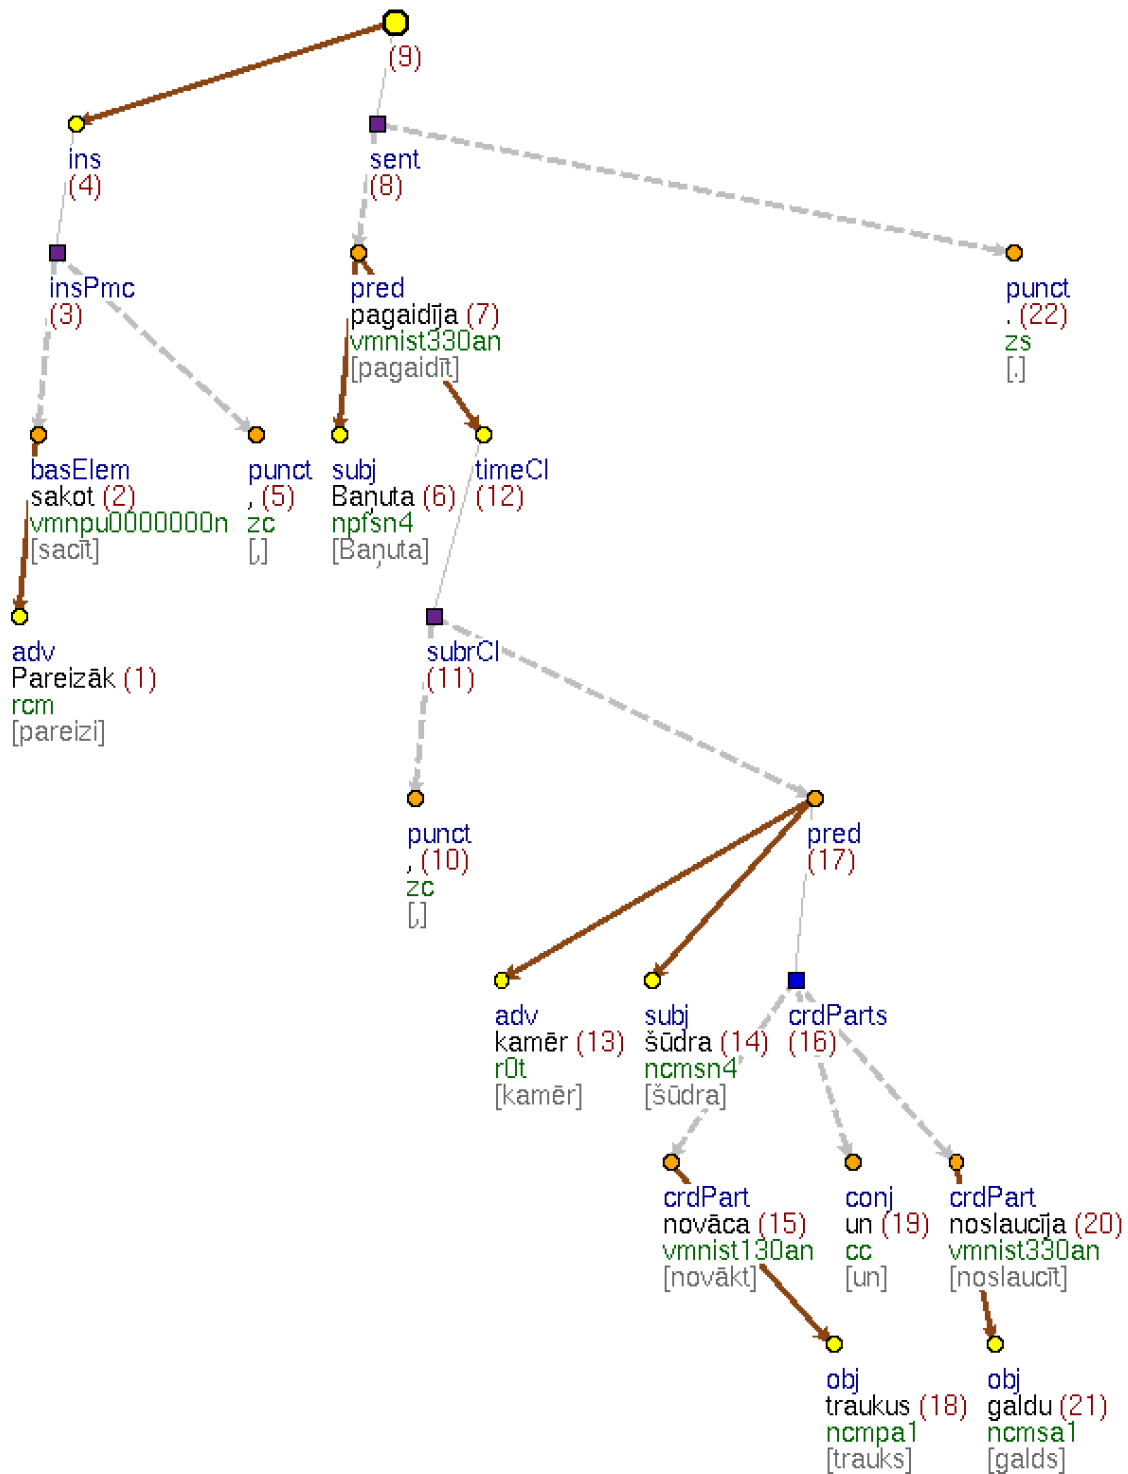 (9)
ins
(4)
sent
(8)
insPmc
(3)
pred
pagaidīja (7)
vmnist330an
[pagaidīt]
punct
. (22)
zs
[.]
basElem
sakot (2)
vmnpu0000000n
[sacīt]
punct
, (5)
zc
[,]
subj
Baņuta (6)
npfsn4
[Baņuta]
timeCl
(12)
adv
Pareizāk (1)
rcm
[pareizi]
subrCl
(11)
punct
, (10)
zc
[,]
pred
(17)
adv
kamēr (13)
r0t
[kamēr]
subj
šūdra (14)
ncmsn4
[šūdra]
crdParts
(16)
crdPart
novāca (15)
vmnist130an
[novākt]
conj
un (19)
cc
[un]
crdPart
noslaucīja (20)
vmnist330an
[noslaucīt]
obj
traukus (18)
ncmpa1
[trauks]
obj
galdu (21)
ncmsa1
[galds]